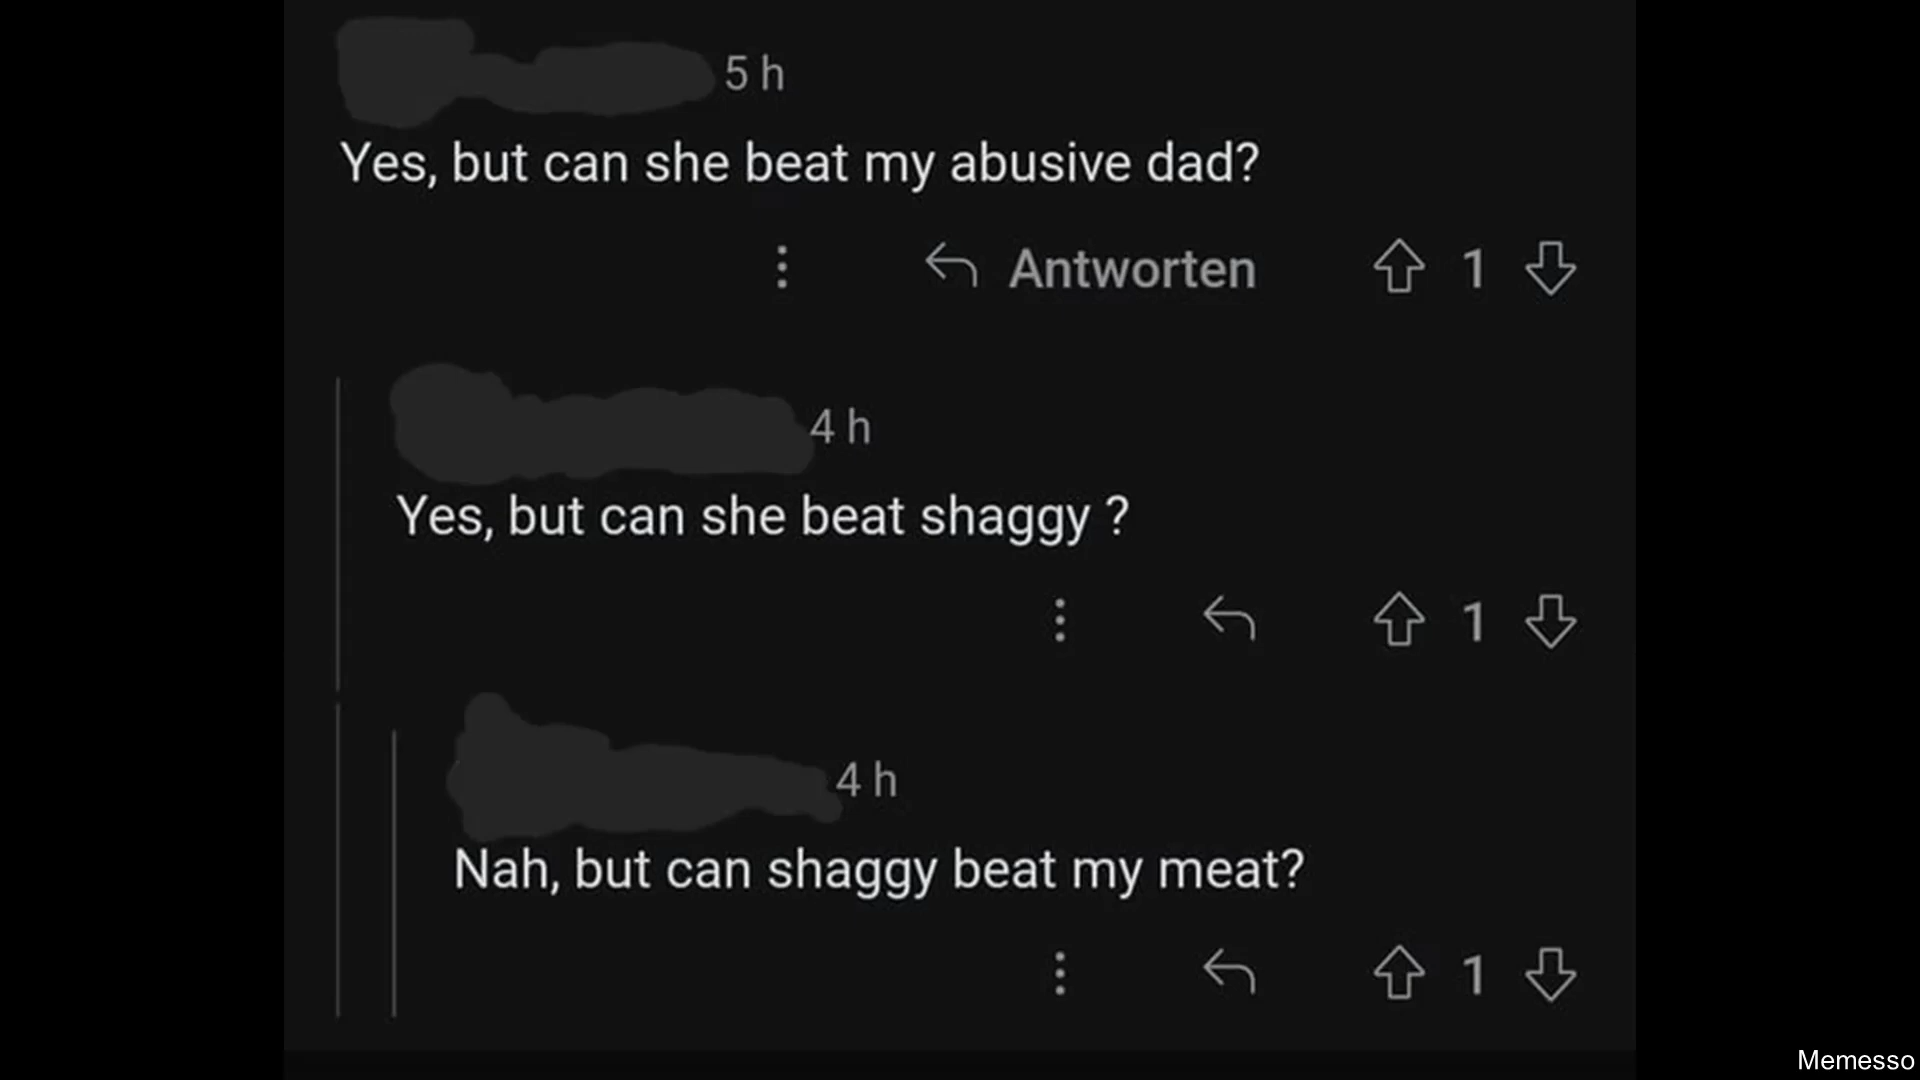 5 h
Yes, but can she beat my abusive dad?
Antworten 1
4 h
Yes, but can she beat shaggy ?
1
4 h
Nah, but can shaggy beat my meat?
1
Memesso